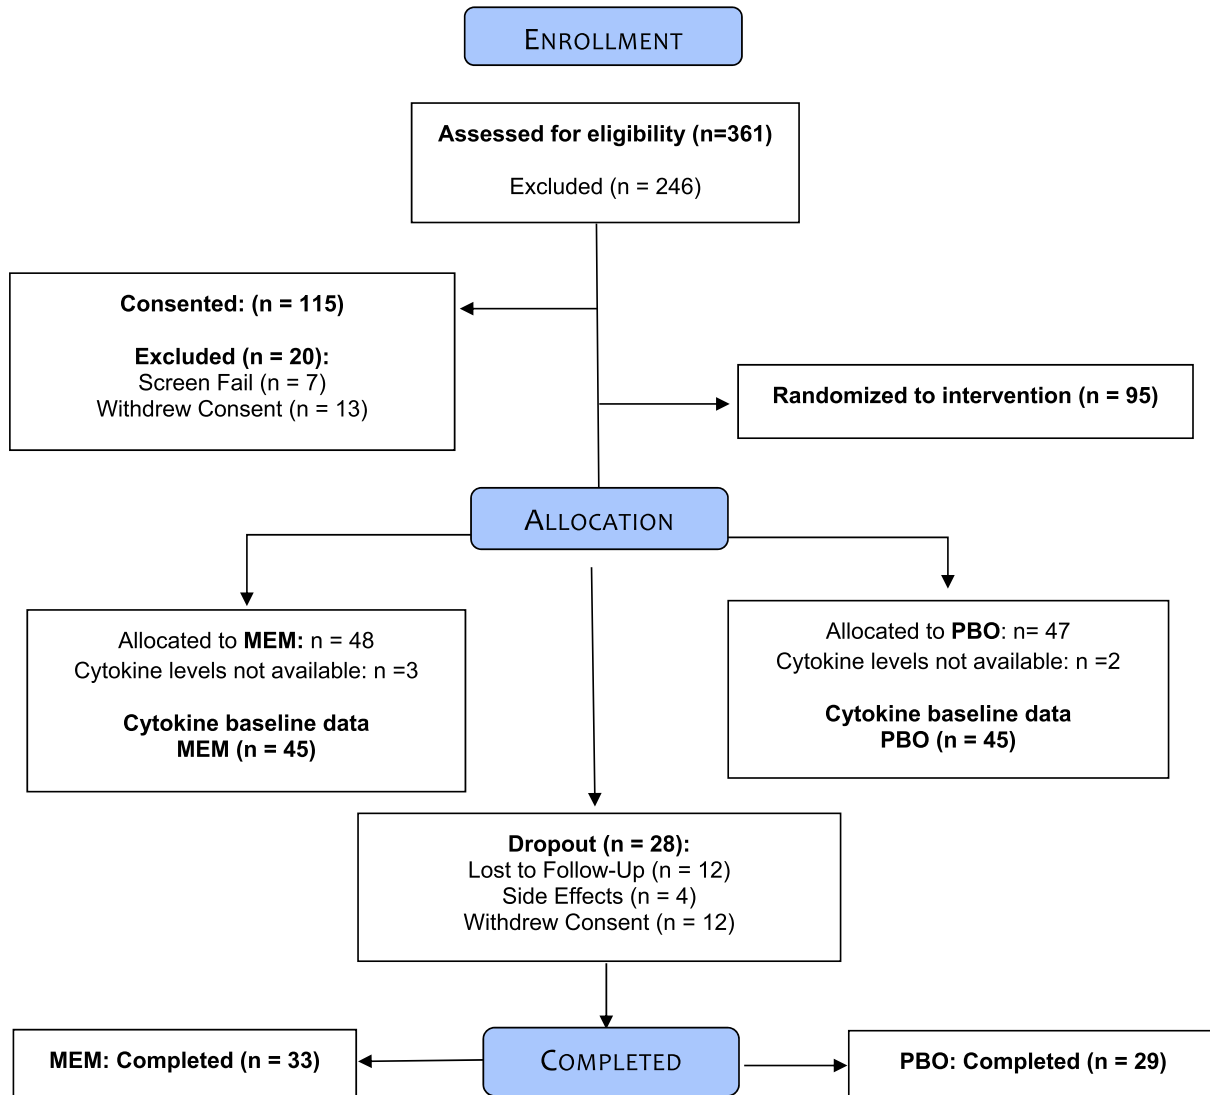 ENROLLMENT
Assessed for eligibility (n=361)
Excluded (n = 246)
Consented: (n = 115)
Excluded (n = 20):
Screen Fail (n = 7)
Withdrew Consent (n = 13)
Randomized to intervention (n = 95)
ALLOCATION
Allocated to MEM: n = 48
Cytokine levels not available: n =3
Cytokine baseline data
MEM (n = 45)
Allocated to PBO: n= 47
Cytokine levels not available: n =2
Cytokine baseline data
PBO (n = 45)
Dropout (n = 28):
Lost to Follow-Up (n = 12)
Side Effects (n = 4)
Withdrew Consent (n = 12)
COMPLETED
MEM: Completed (n = 33)
PBO: Completed (n = 29)